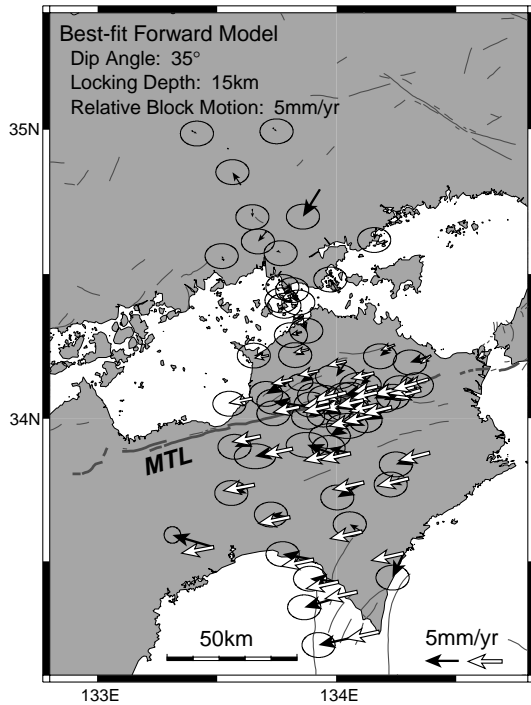 Best-fit Forward Model
Dip Angle: 35°
Locking Depth: 15km
Relative Block Motion: 5mm/yr
35N
34N
MTL
50km
5mm/yr
133E
134E